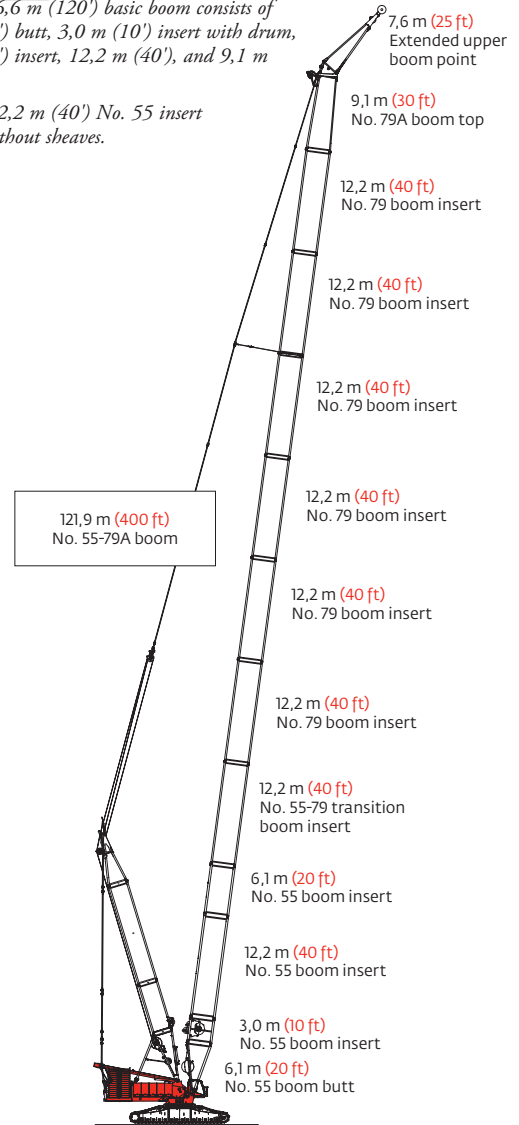 6,6 m (120') basic boom consists of
') butt, 3,0 m (10') insert with drum,
') insert, 12,2 m (40'), and 9,1 m
2,2 m (40') No. 55 insert
thout sheaves.
7,6 m (25 ft)
Extended upper
boom point
9,1 m (30 ft)
No. 79A boom top
12,2 m (40 ft)
No. 79 boom insert
12,2 m (40 ft)
No. 79 boom insert
12,2 m (40 ft)
No. 79 boom insert
12,2 m (40 ft)
No. 79 boom insert
12,2 m (40 ft)
No. 79 boom insert
12,2 m (40 ft)
No. 79 boom insert
121,9 m (400 ft)
No. 55-79A boom
12,2 m (40 ft)
No. 55-79 transition
boom insert
6,1 m (20 ft)
No. 55 boom insert
12,2 m (40 ft)
No. 55 boom insert
3,0 m (10 ft)
No. 55 boom insert
6,1 m (20 ft)
No. 55 boom butt